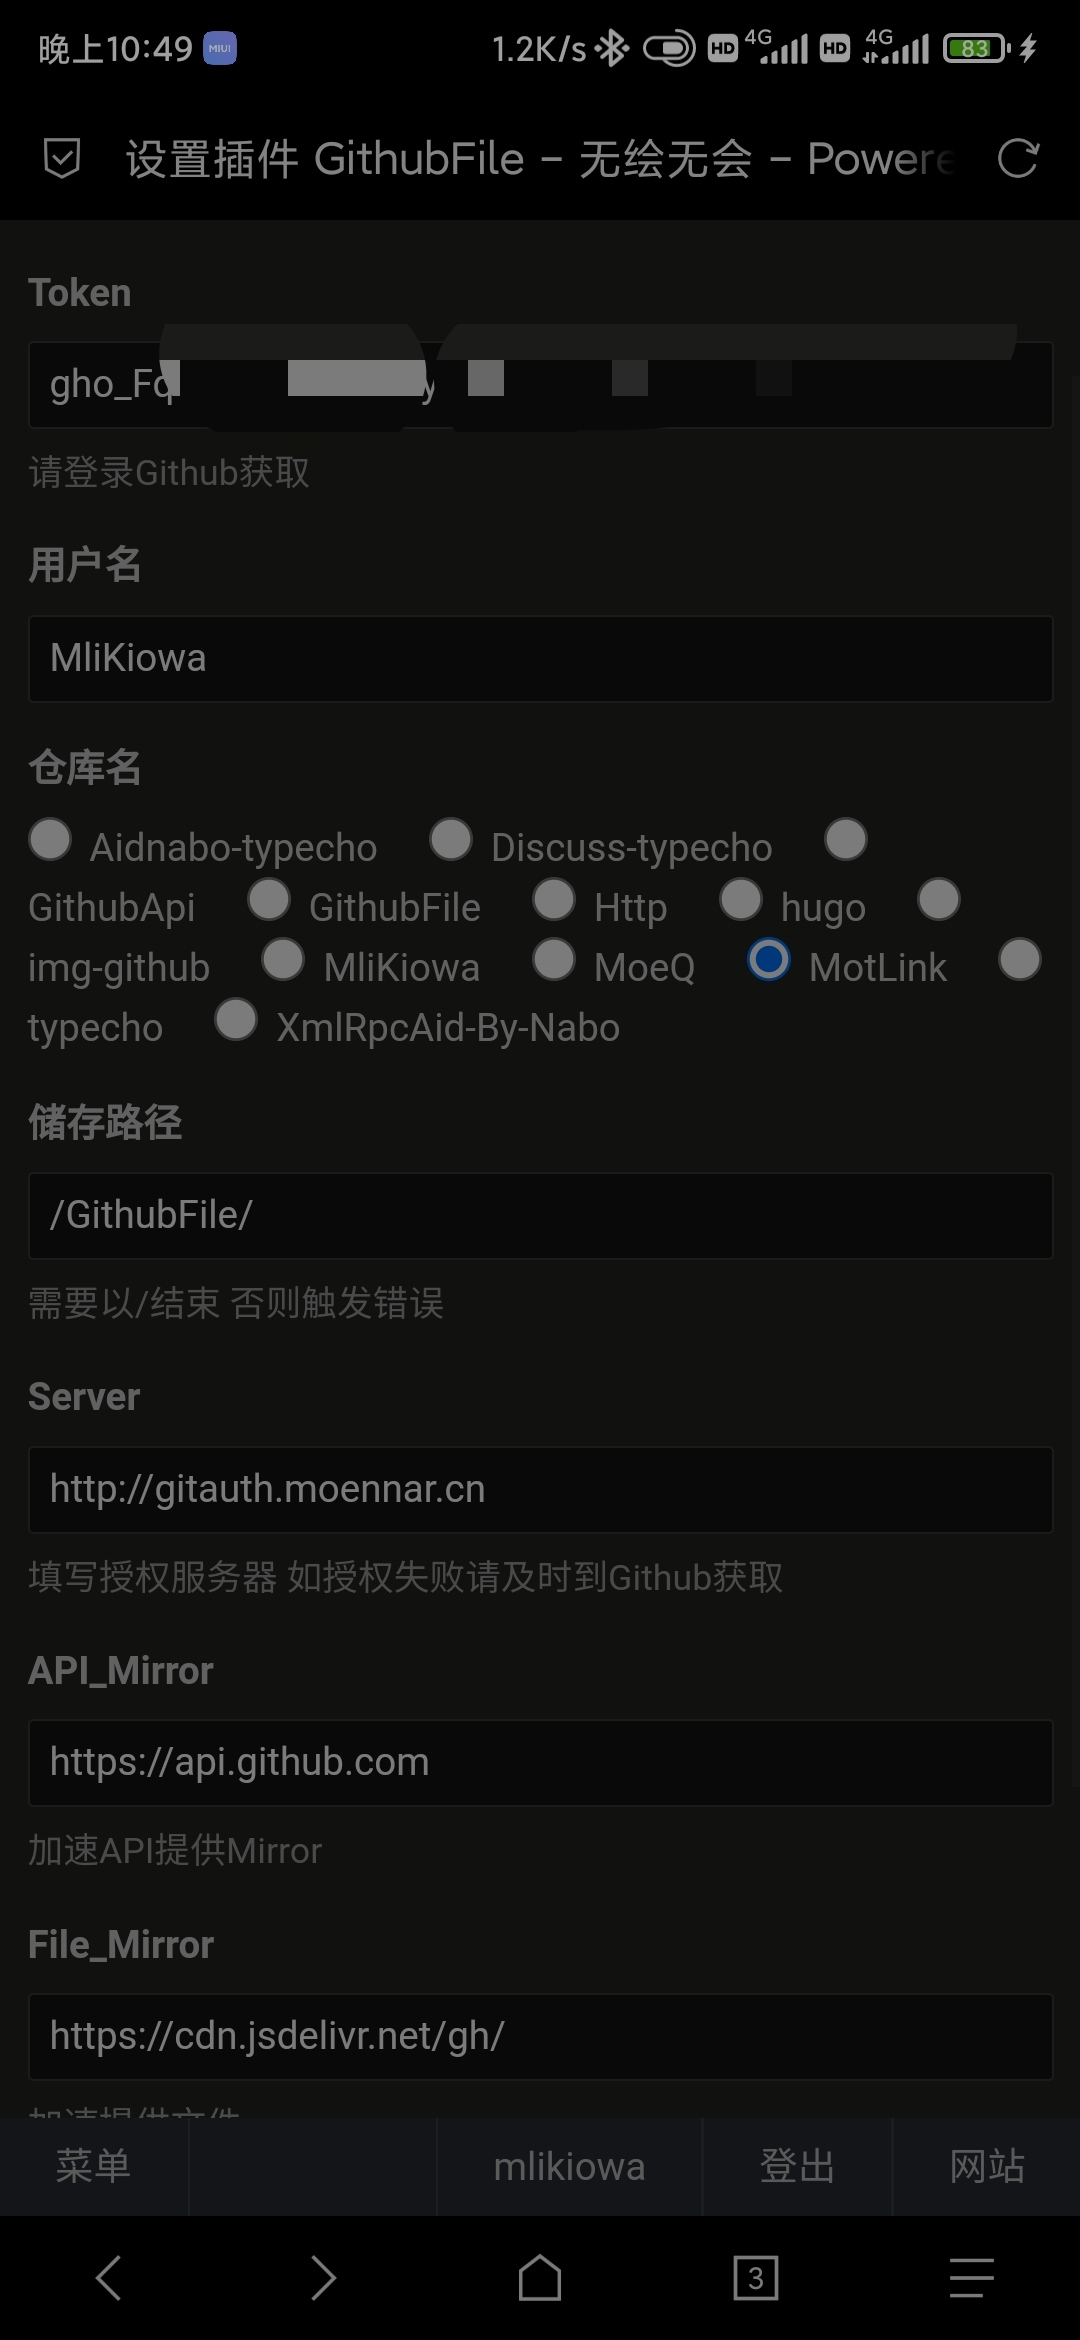 晚上10:49 MIUI 1.2K/s HD 4G HD 4G 83
设置插件 GithubFile - 无绘无会 - Powere
Token
gho_Fq y
请登录Github获取
用户名
MliKiowa
仓库名
Aidnabo-typecho Discuss-typecho
GithubApi GithubFile Http hugo
img-github MliKiowa MoeQ MotLink
typecho XmlRpcAid-By-Nabo
储存路径
/GithubFile/
需要以/结束 否则触发错误
Server
http://gitauth.moennar.cn
填写授权服务器 如授权失败请及时到Github获取
API_Mirror
https://api.github.com
加速API提供Mirror
File_Mirror
https://cdn.jsdelivr.net/gh/
加速提供文件
菜单 mlikiowa 登出 网站
3